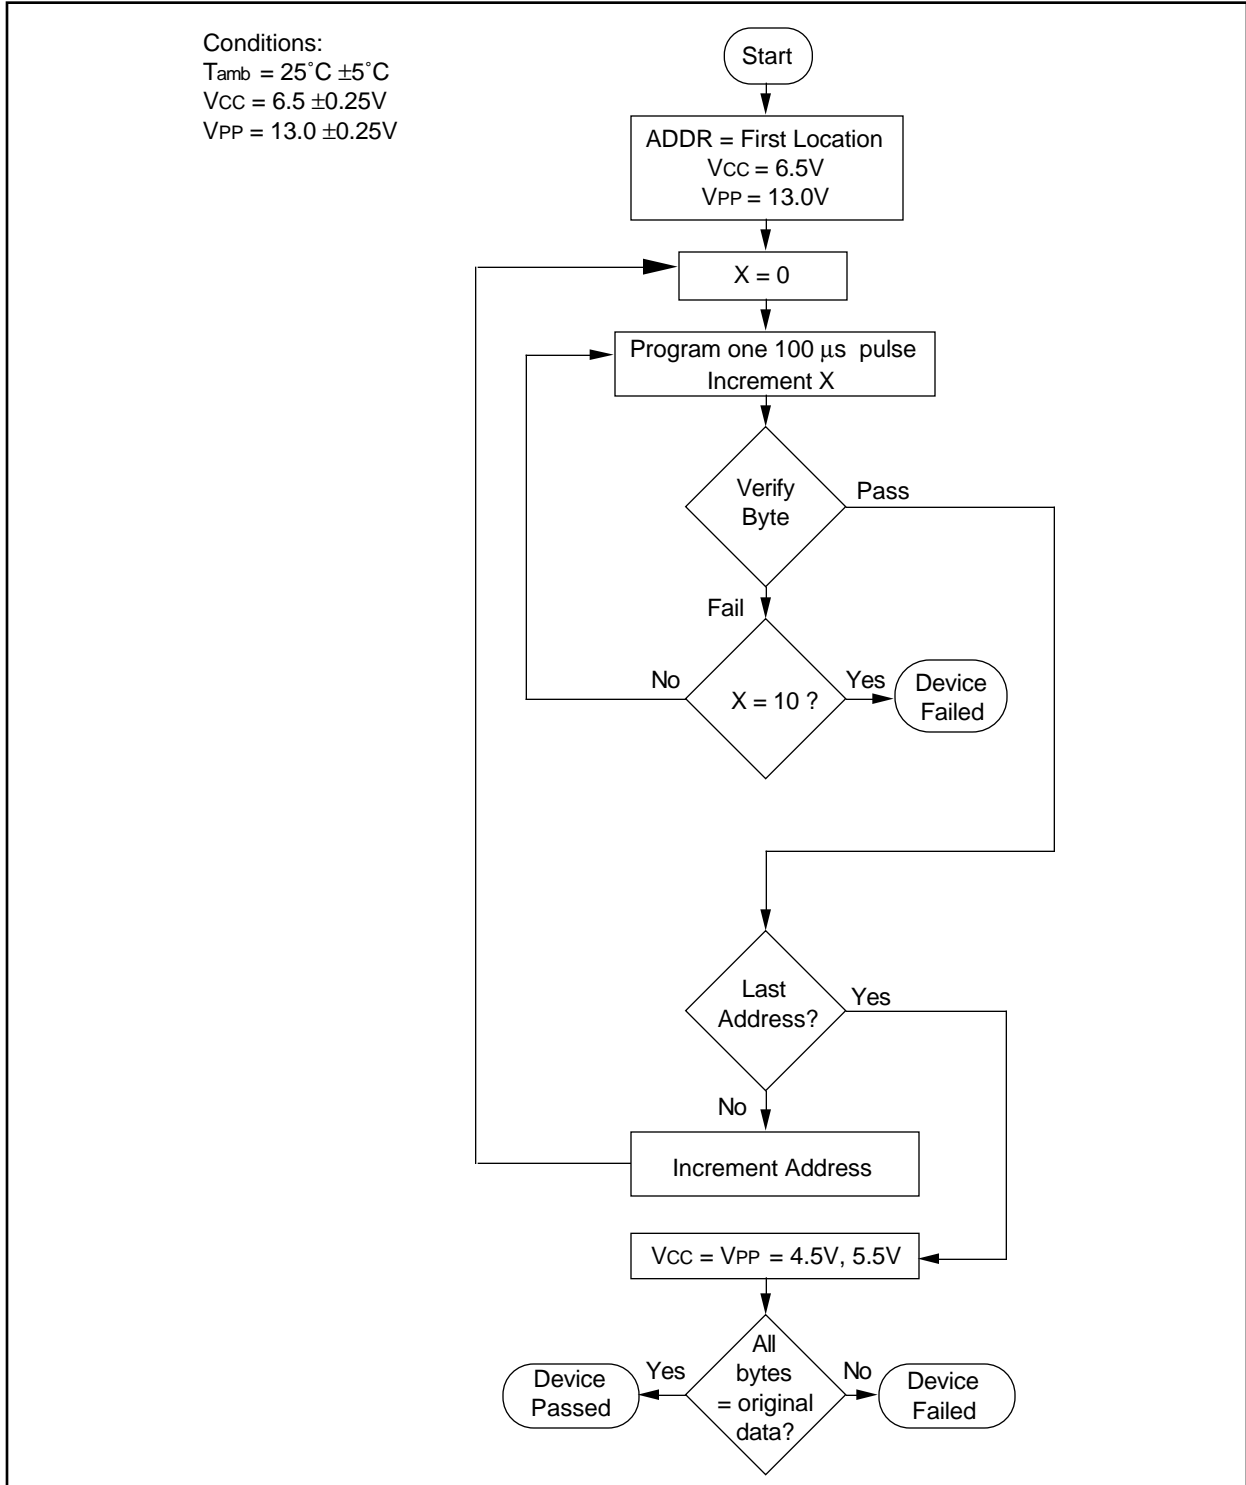 Conditions:
Tamb = 25°C ±5°C
VCC = 6.5 ±0.25V
VPP = 13.0 ±0.25V
Start
ADDR = First Location
VCC = 6.5V
VPP = 13.0V
X = 0
Program one 100 µs pulse
Increment X
Verify
Byte
Pass
Fail
X = 10 ?
No
Yes
Device
Failed
Last
Address?
Yes
No
Increment Address
VCC = VPP = 4.5V, 5.5V
All
bytes
= original
data?
Yes
No
Device
Passed
Device
Failed